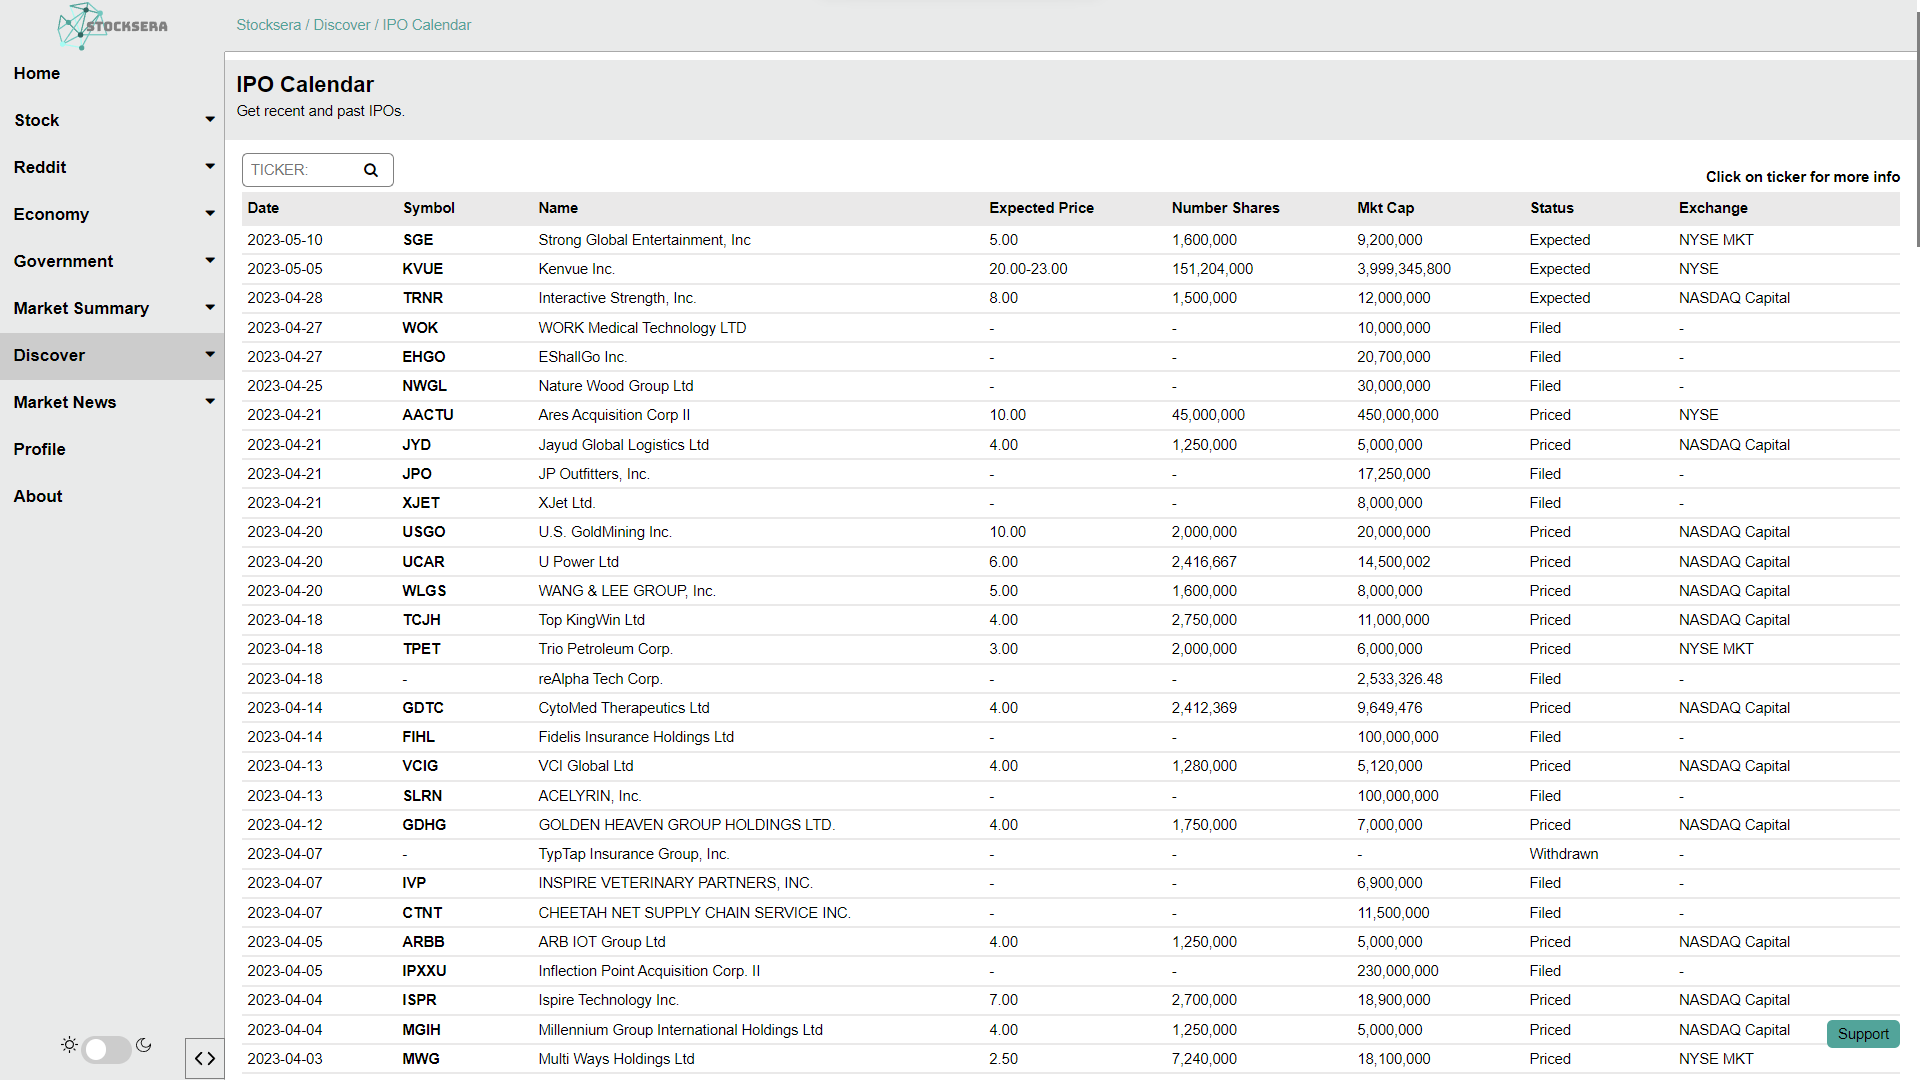 STOCKSERA
Stocksera / Discover / IPO Calendar
Home
Stock
Reddit
Economy
Government
Market Summary
Discover
Market News
Profile
About
IPO Calendar
Get recent and past IPOs.
TICKER:
Click on ticker for more info
Date Symbol Name Expected Price Number Shares Mkt Cap Status Exchange
2023-05-10 SGE Strong Global Entertainment, Inc 5.00 1,600,000 9,200,000 Expected NYSE MKT
2023-05-05 KVUE Kenvue Inc. 20.00-23.00 151,204,000 3,999,345,800 Expected NYSE
2023-04-28 TRNR Interactive Strength, Inc. 8.00 1,500,000 12,000,000 Expected NASDAQ Capital
2023-04-27 WOK WORK Medical Technology LTD - - 10,000,000 Filed -
2023-04-27 EHGO EShallGo Inc. - - 20,700,000 Filed -
2023-04-25 NWGL Nature Wood Group Ltd - - 30,000,000 Filed -
2023-04-21 AACTU Ares Acquisition Corp II 10.00 45,000,000 450,000,000 Priced NYSE
2023-04-21 JYD Jayud Global Logistics Ltd 4.00 1,250,000 5,000,000 Priced NASDAQ Capital
2023-04-21 JPO JP Outfitters, Inc. - - 17,250,000 Filed -
2023-04-21 XJET XJet Ltd. - - 8,000,000 Filed -
2023-04-20 USGO U.S. GoldMining Inc. 10.00 2,000,000 20,000,000 Priced NASDAQ Capital
2023-04-20 UCAR U Power Ltd 6.00 2,416,667 14,500,002 Priced NASDAQ Capital
2023-04-20 WLGS WANG & LEE GROUP, Inc. 5.00 1,600,000 8,000,000 Priced NASDAQ Capital
2023-04-18 TCJH Top KingWin Ltd 4.00 2,750,000 11,000,000 Priced NASDAQ Capital
2023-04-18 TPET Trio Petroleum Corp. 3.00 2,000,000 6,000,000 Priced NYSE MKT
2023-04-18 - reAlpha Tech Corp. - - 2,533,326.48 Filed -
2023-04-14 GDTC CytoMed Therapeutics Ltd 4.00 2,412,369 9,649,476 Priced NASDAQ Capital
2023-04-14 FIHL Fidelis Insurance Holdings Ltd - - 100,000,000 Filed -
2023-04-13 VCIG VCI Global Ltd 4.00 1,280,000 5,120,000 Priced NASDAQ Capital
2023-04-13 SLRN ACELYRIN, Inc. - - 100,000,000 Filed -
2023-04-12 GDHG GOLDEN HEAVEN GROUP HOLDINGS LTD. 4.00 1,750,000 7,000,000 Priced NASDAQ Capital
2023-04-07 - TypTap Insurance Group, Inc. - - - Withdrawn -
2023-04-07 IVP INSPIRE VETERINARY PARTNERS, INC. - - 6,900,000 Filed -
2023-04-07 CTNT CHEETAH NET SUPPLY CHAIN SERVICE INC. - - 11,500,000 Filed -
2023-04-05 ARBB ARB IOT Group Ltd 4.00 1,250,000 5,000,000 Priced NASDAQ Capital
2023-04-05 IPXXU Inflection Point Acquisition Corp. II - - 230,000,000 Filed -
2023-04-04 ISPR Ispire Technology Inc. 7.00 2,700,000 18,900,000 Priced NASDAQ Capital
2023-04-04 MGIH Millennium Group International Holdings Ltd 4.00 1,250,000 5,000,000 Priced NASDAQ Capital
2023-04-03 MWG Multi Ways Holdings Ltd 2.50 7,240,000 18,100,000 Priced NYSE MKT
Support